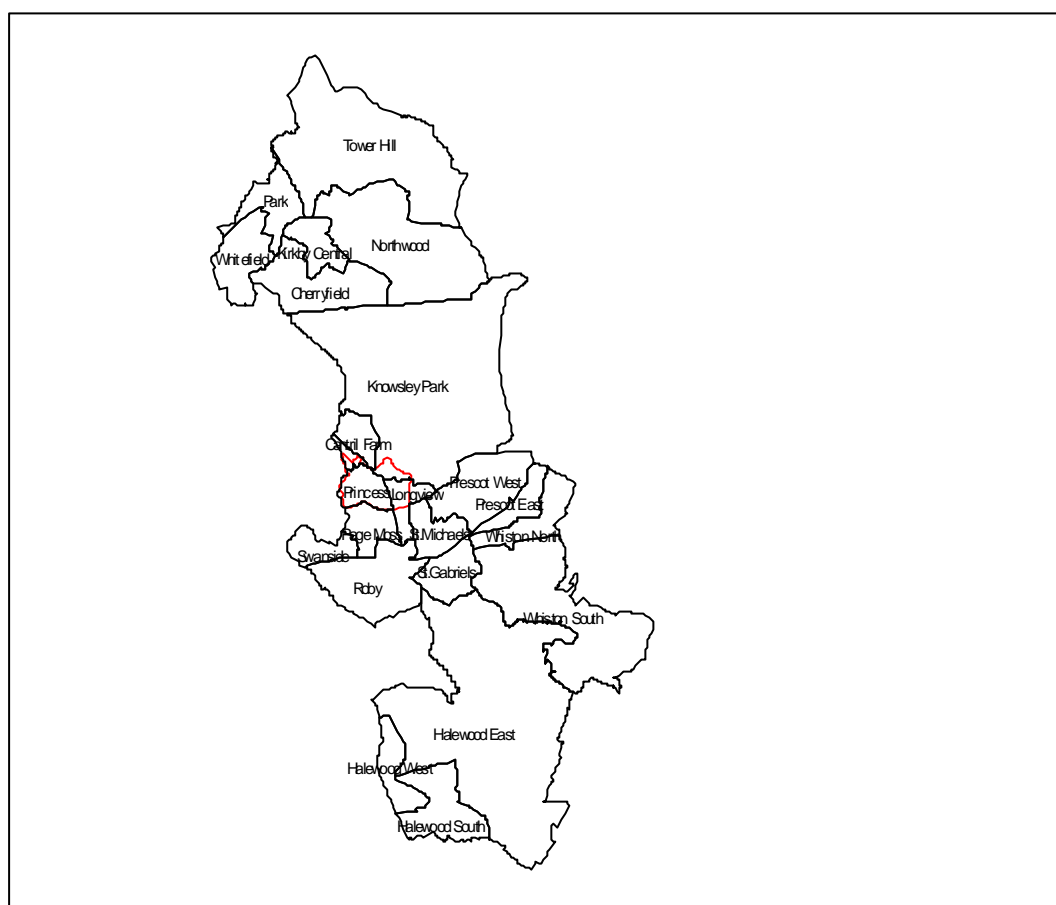 Tower Hill
Park
Northwood
Kirkby Central
Whitefield
Cherryfield
Knowsley Park
Cantril Farm
Prescot West
Princess
Longview
Prescot East
Page Moss
St.Michaels
Whiston North
Swanside
St.Gabriels
Roby
Whiston South
Halewood East
Halewood West
Halewood South